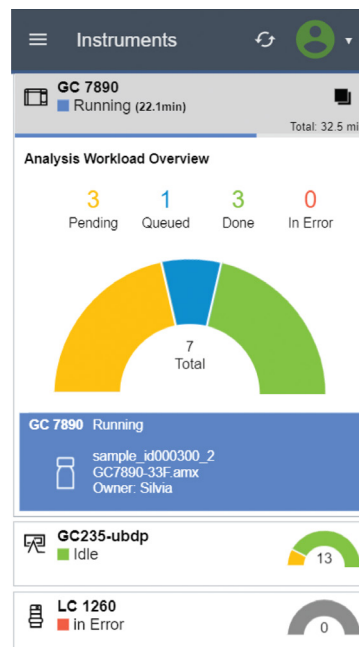 Instruments
GC 7890
Running (22.1min)
Total: 32.5 mi
Analysis Workload Overview
3 1 3 0
Pending Queued Done In Error
7
Total
GC 7890 Running
sample_id000300_2
GC7890-33F.amx
Owner: Silvia
GC235-ubdp
Idle
13
LC 1260
in Error
0